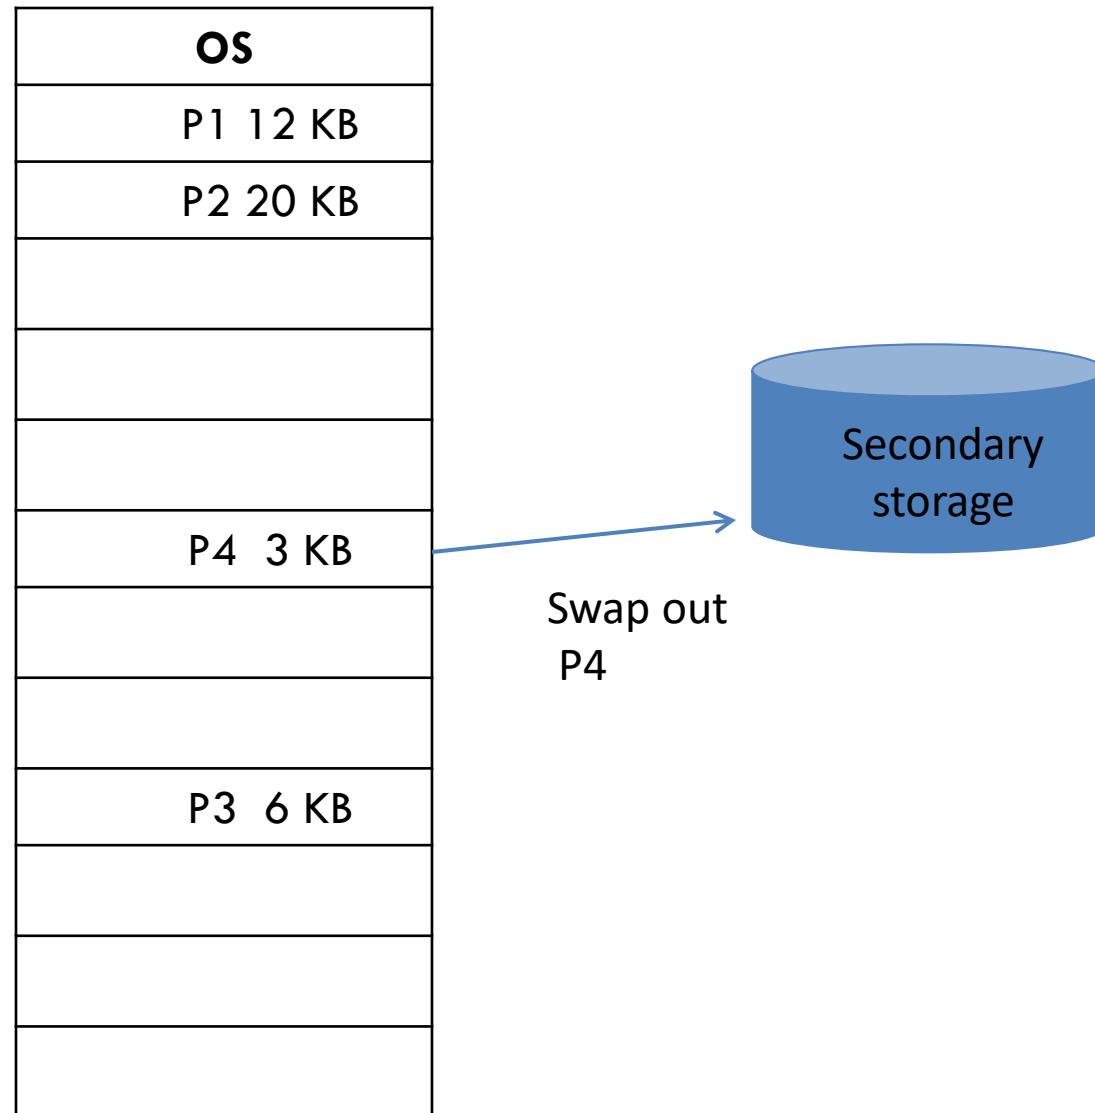 OS
P1 12 KB
P2 20 KB
Secondary
storage
P4 3 KB
Swap out
P4
P3 6 KB